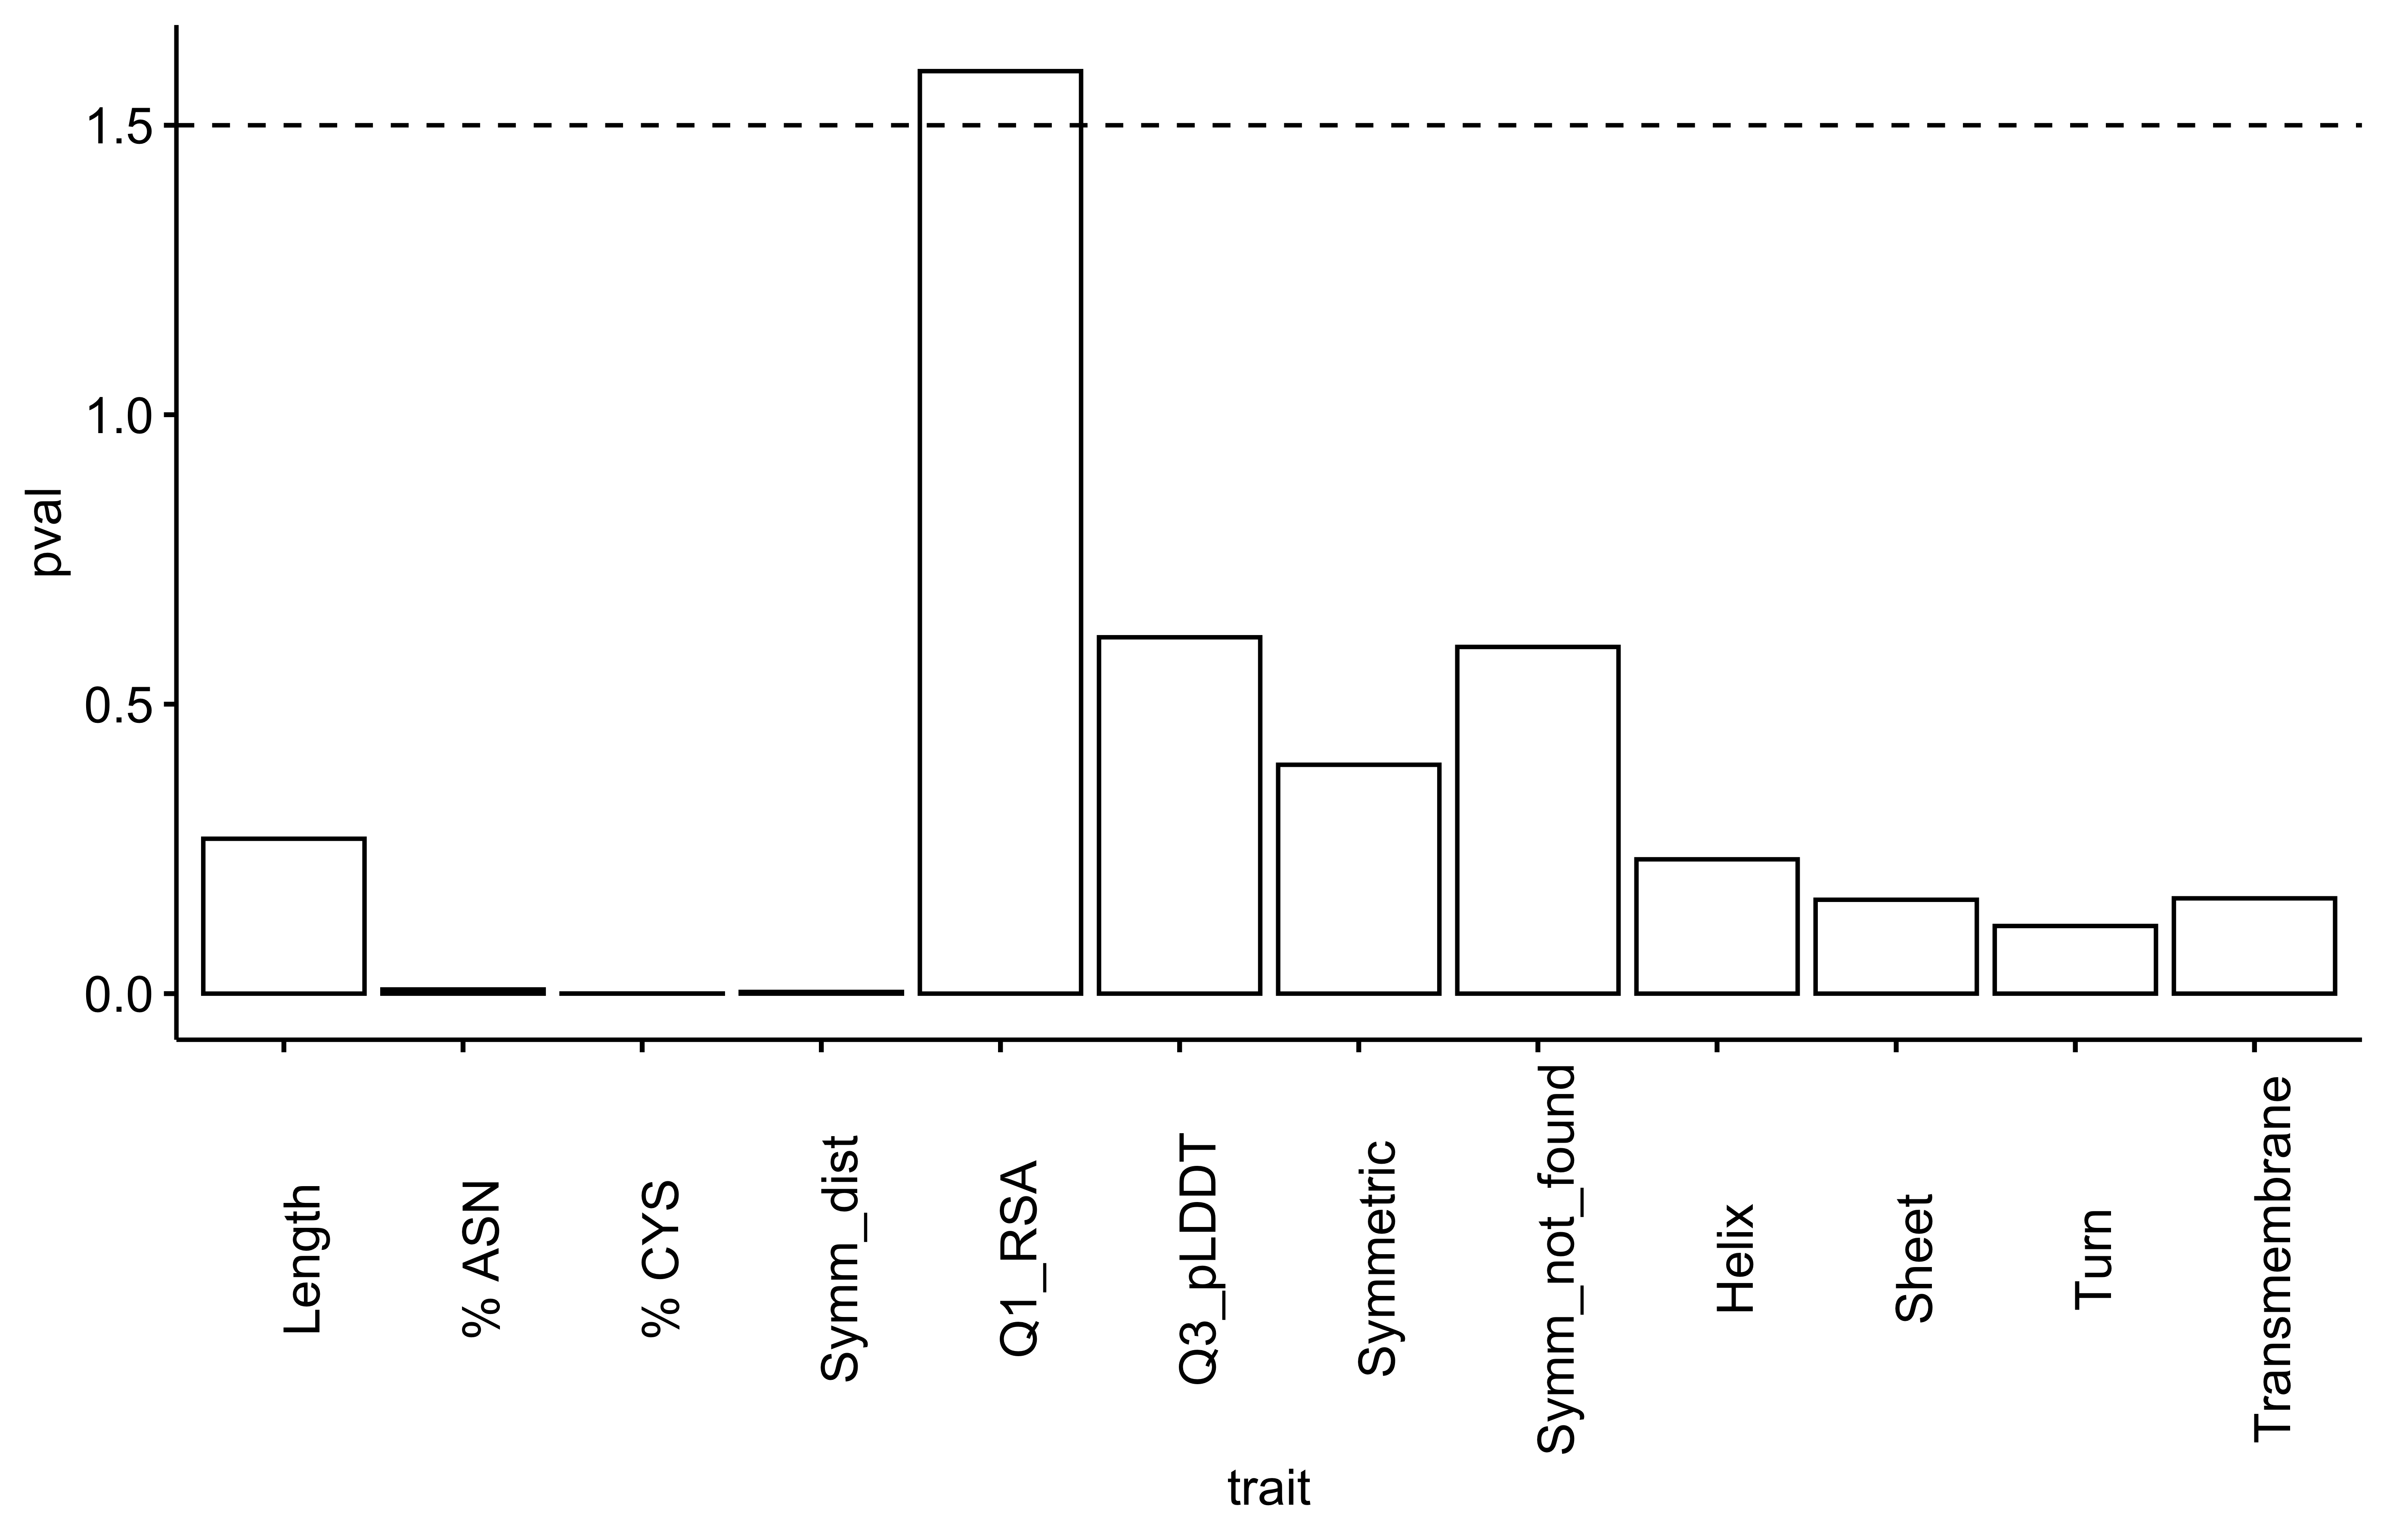 1.5
1.0
0.5
0.0
pval
Length
% ASN
% CYS
Symm_dist
Q1_RSA
Q3_pLDDT
Symmetric
Symm_not_found
Helix
Sheet
Turn
Transmembrane
trait